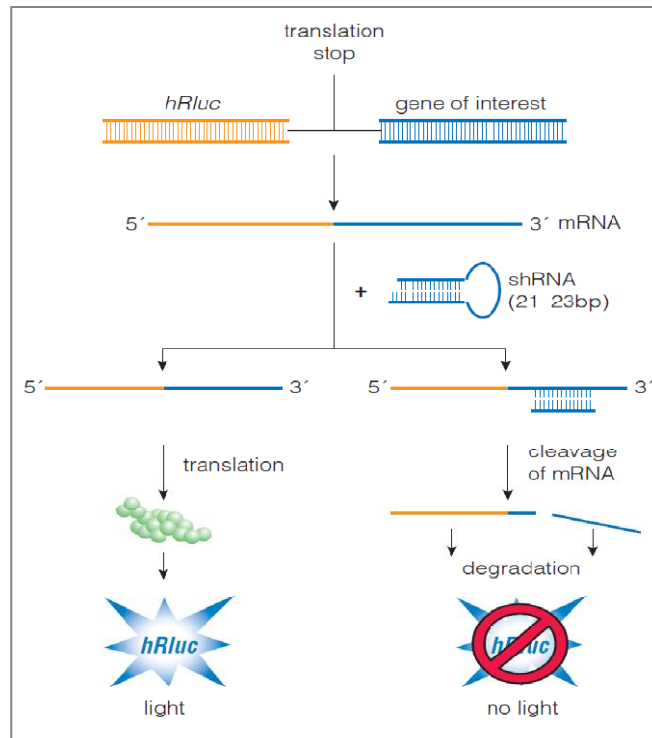 translation
stop
hRluc
gene of interest
5´ 3´ mRNA
+ shRNA
(21 23bp)
5´ 3´ 5´ 3´
translation
cleavage
of mRNA
degradation
hRluc hRluc
light no light